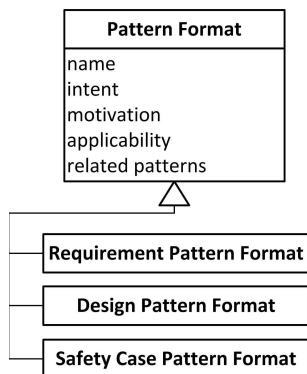 Pattern Format
name
intent
motivation
applicability
related patterns
Requirement Pattern Format
Design Pattern Format
Safety Case Pattern Format